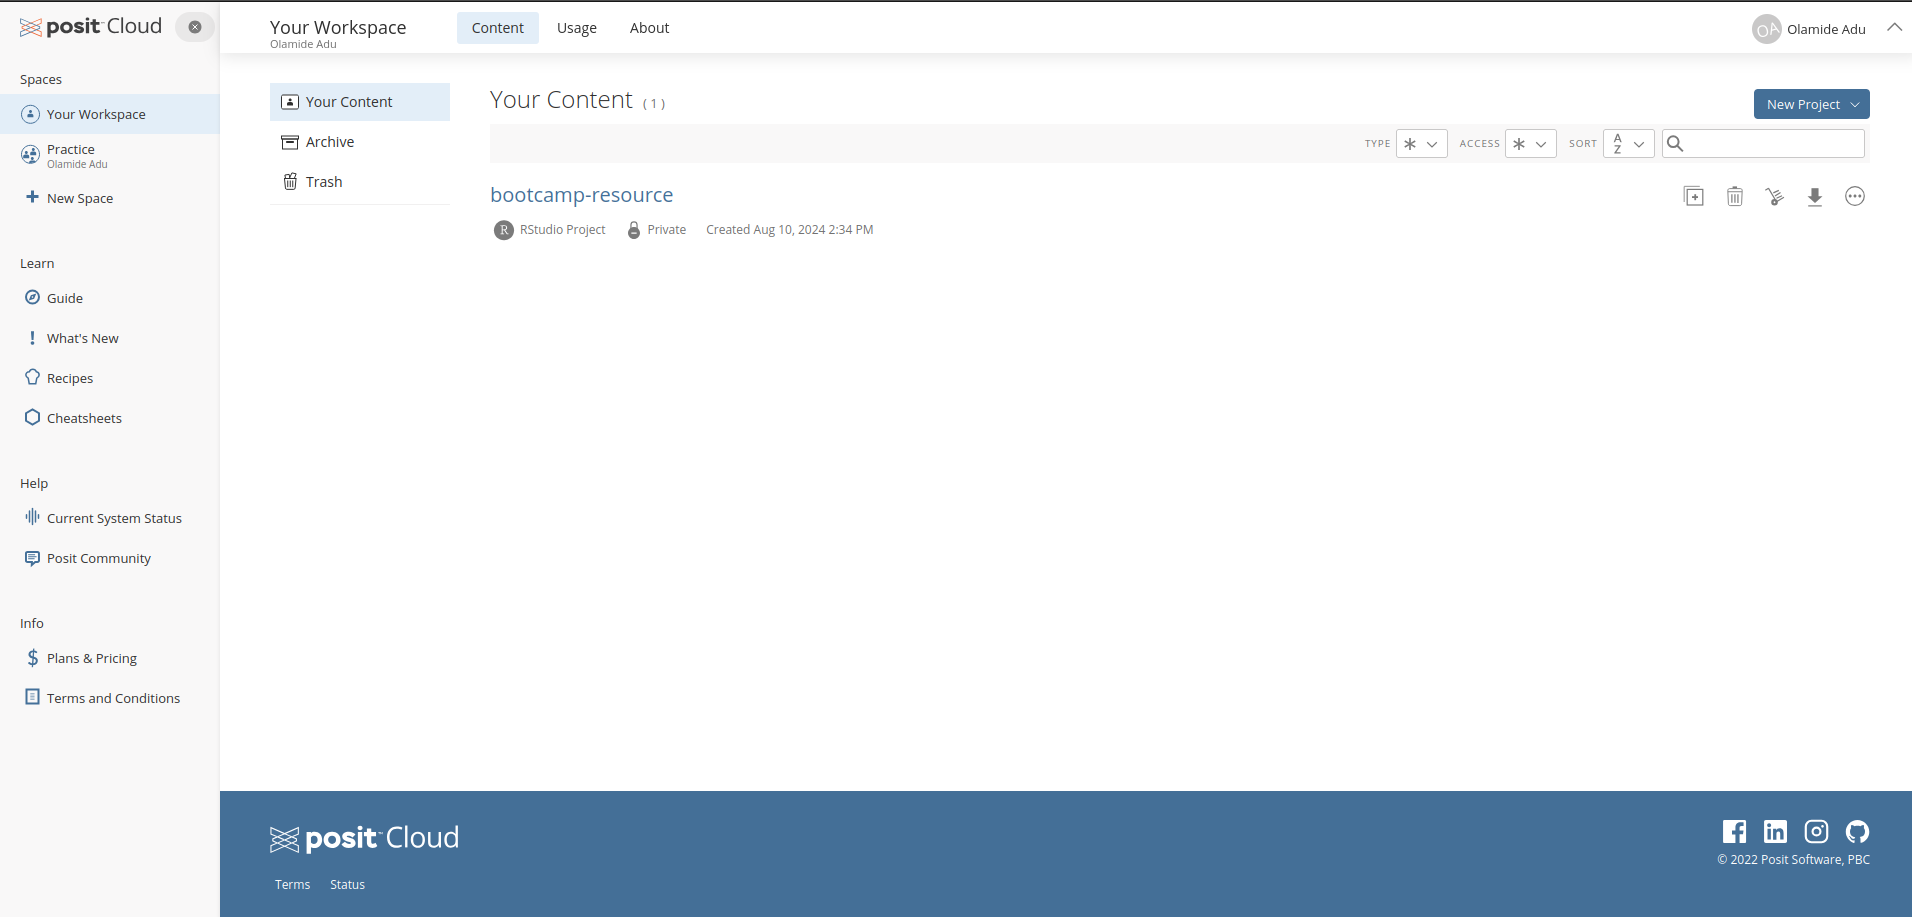 posit Cloud
Spaces
Your Workspace
Practice
Olamide Adu
New Space
Learn
Guide
What's New
Recipes
Cheatsheets
Help
Current System Status
Posit Community
Info
Plans & Pricing
Terms and Conditions
Your Workspace
Olamide Adu
Content Usage About
OA Olamide Adu
Your Content
Archive
Trash
Your Content ( 1 )
New Project
TYPE ACCESS SORT A Z
bootcamp-resource
R RStudio Project Private Created Aug 10, 2024 2:34 PM
posit™ Cloud
Terms Status
© 2022 Posit Software, PBC